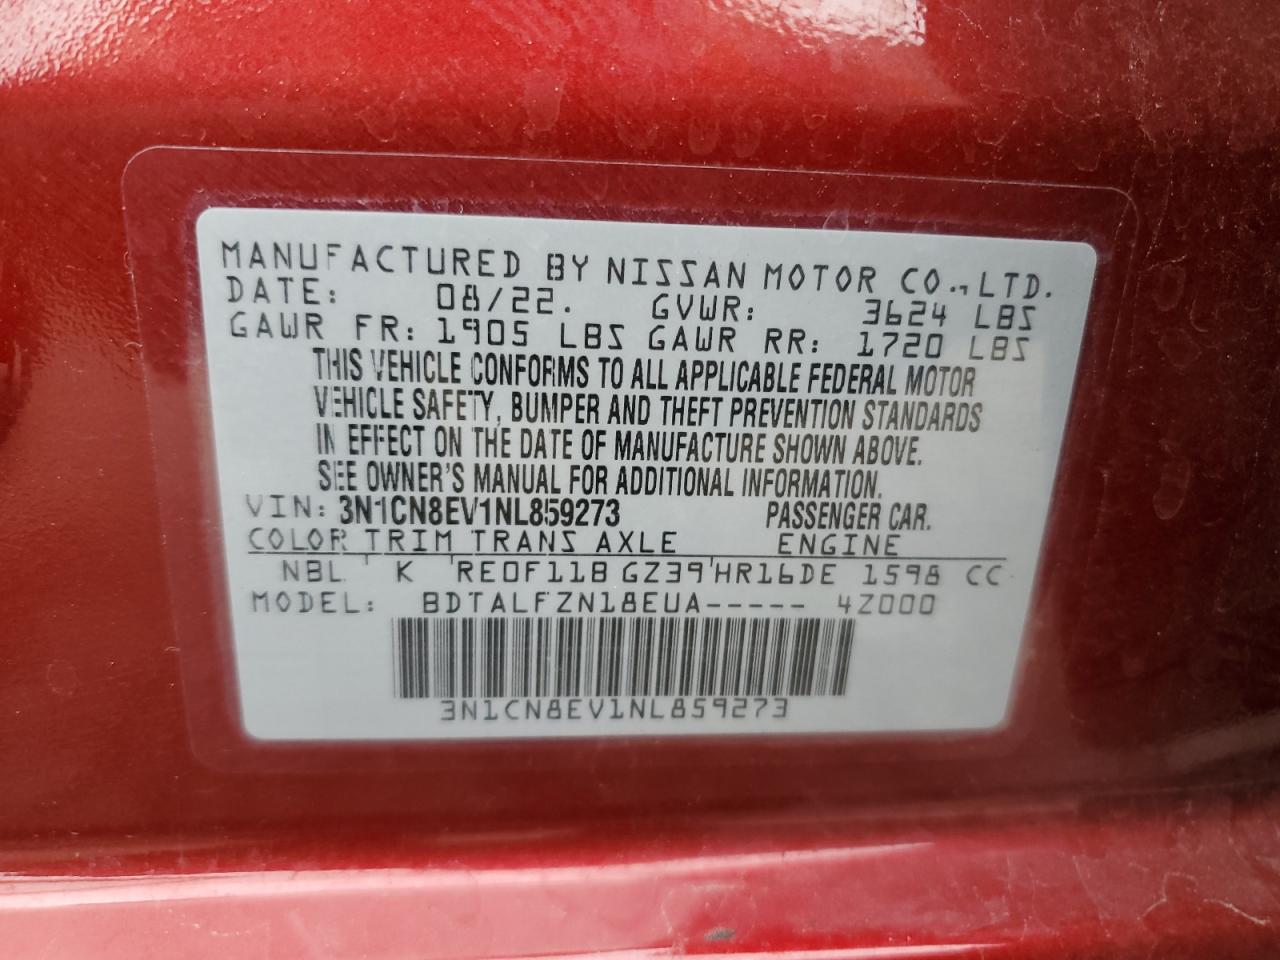 MANUFACTURED BY NISSAN MOTOR CO., LTD.
DATE: 08/22. GVWR: 3624 LBS
GAWR FR: 1905 LBS GAWR RR: 1720 LBS
THIS VEHICLE CONFORMS TO ALL APPLICABLE FEDERAL MOTOR
VEHICLE SAFETY, BUMPER AND THEFT PREVENTION STANDARDS
IN EFFECT ON THE DATE OF MANUFACTURE SHOWN ABOVE.
SEE OWNER'S MANUAL FOR ADDITIONAL INFORMATION.
VIN: 3N1CN8EV1NL859273 PASSENGER CAR.
COLOR TRIM TRANS AXLE ENGINE
NBL ' K 'RE0F11B GZ39'HR16DE 1598 CC
MODEL: BDTALFZN18EUA----- 4Z000
3N1CN8EV1NL859273